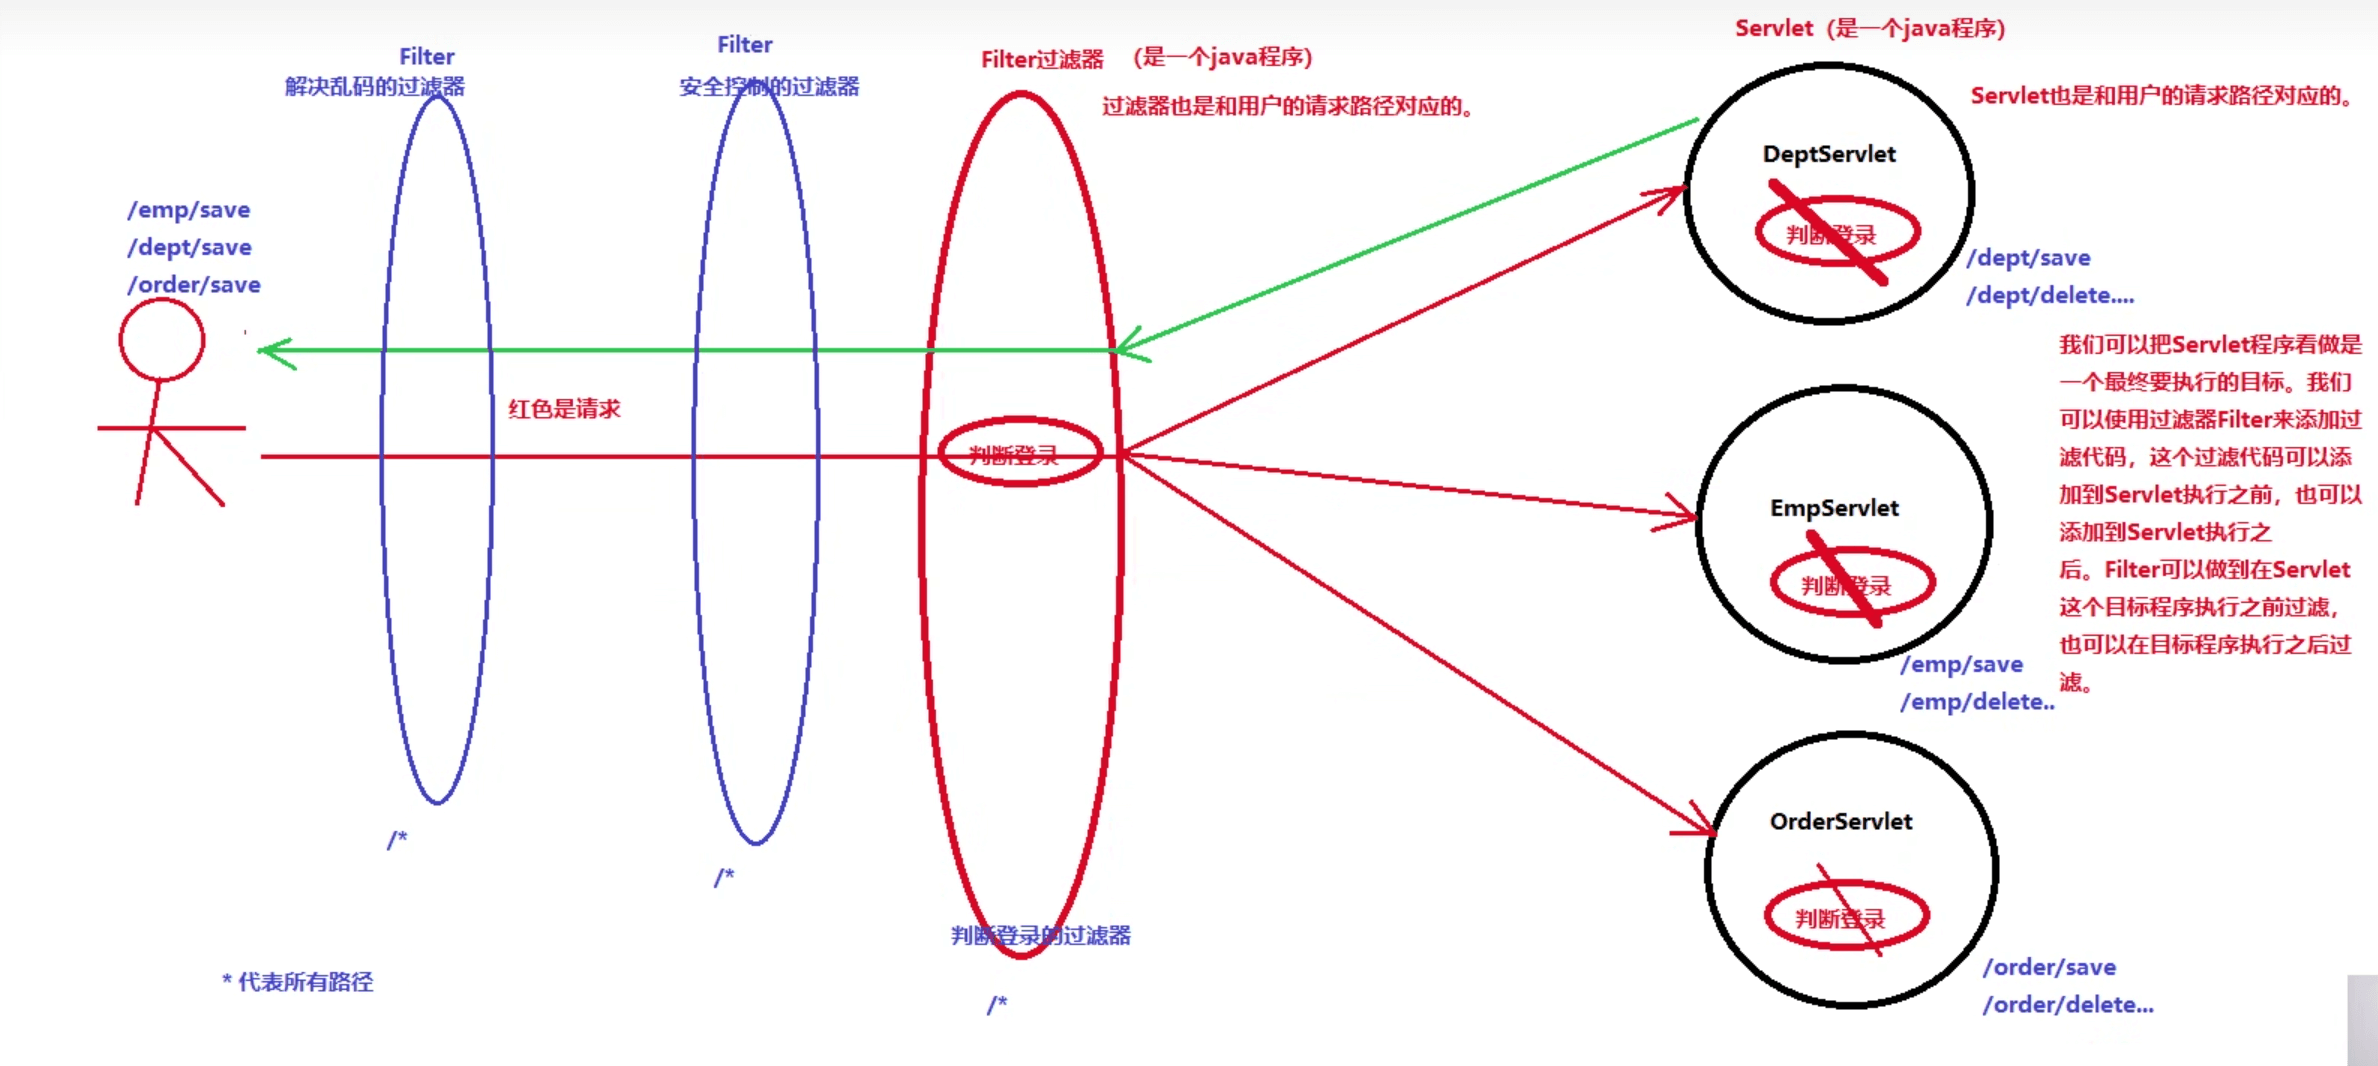 Filter
解决乱码的过滤器
Filter
安全控制的过滤器
Filter过滤器 （是一个java程序）
过滤器也是和用户的请求路径对应的。
Servlet（是一个java程序）
Servlet也是和用户的请求路径对应的。
/emp/save
/dept/save
/order/save
红色是请求
判断登录
DeptServlet
判断登录
/dept/save
/dept/delete....
我们可以把Servlet程序看做是
一个最终要执行的目标。我们
可以使用过滤器Filter来添加过
滤代码，这个过滤代码可以添
加到Servlet执行之前，也可以
添加到Servlet执行之
后。Filter可以做到在Servlet
这个目标程序执行之前过滤，
也可以在目标程序执行之后过
滤。
EmpServlet
判断登录
/emp/save
/emp/delete..
OrderServlet
判断登录
/order/save
/order/delete...
/*
/*
判断登录的过滤器
/*
* 代表所有路径